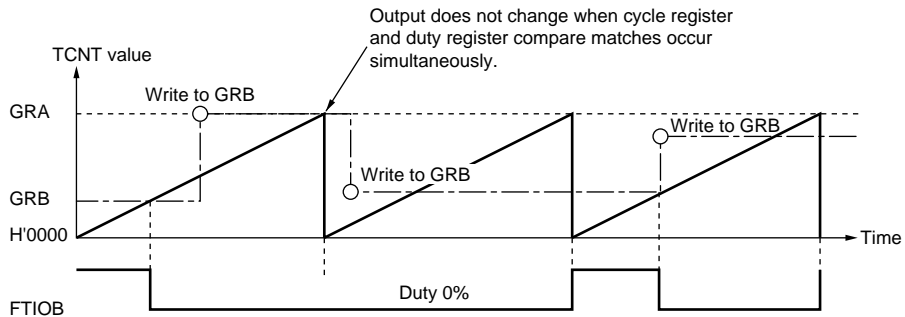 Output does not change when cycle register
and duty register compare matches occur
simultaneously.
TCNT value
Write to GRB
GRA
Write to GRB
Write to GRB
GRB
H'0000
Time
Duty 0%
FTIOB